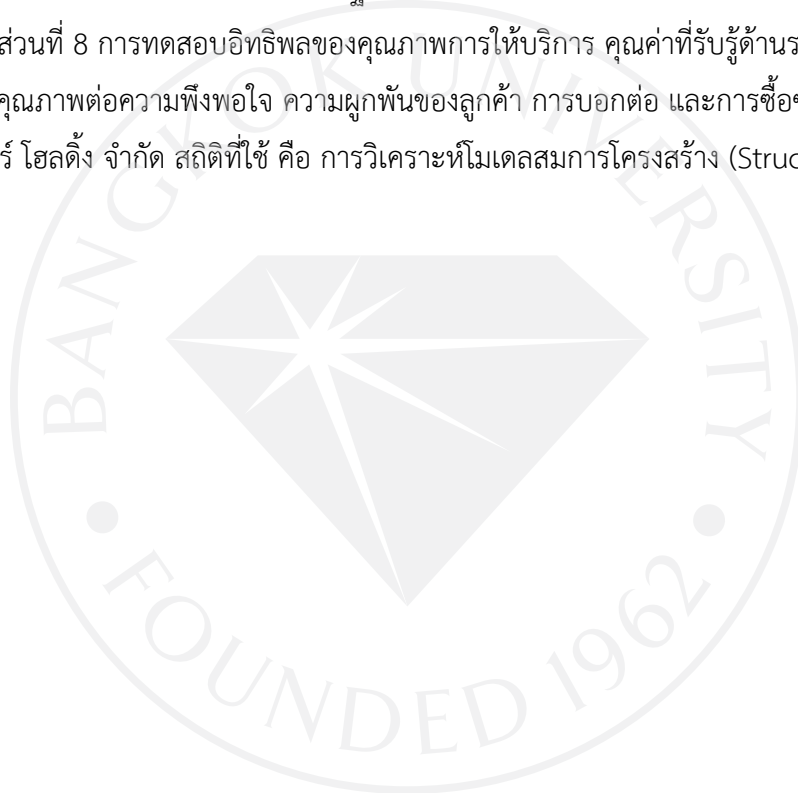 ส่วนที่ 8 การทดสอบอิทธิพลของคุณภาพการให้บริการ คุณค่าที่รับรู้ด้าน
คุณภาพต่อความพึงพอใจ ความผูกพันของลูกค้า การบอกต่อ และการซื้อ
ร์ โฮลดิ้ง จำกัด สถิติที่ใช้ คือ การวิเคราะห์โมเดลสมการโครงสร้าง (Struc
BANGKOK UNIVERSITY
FOUNDED 1962